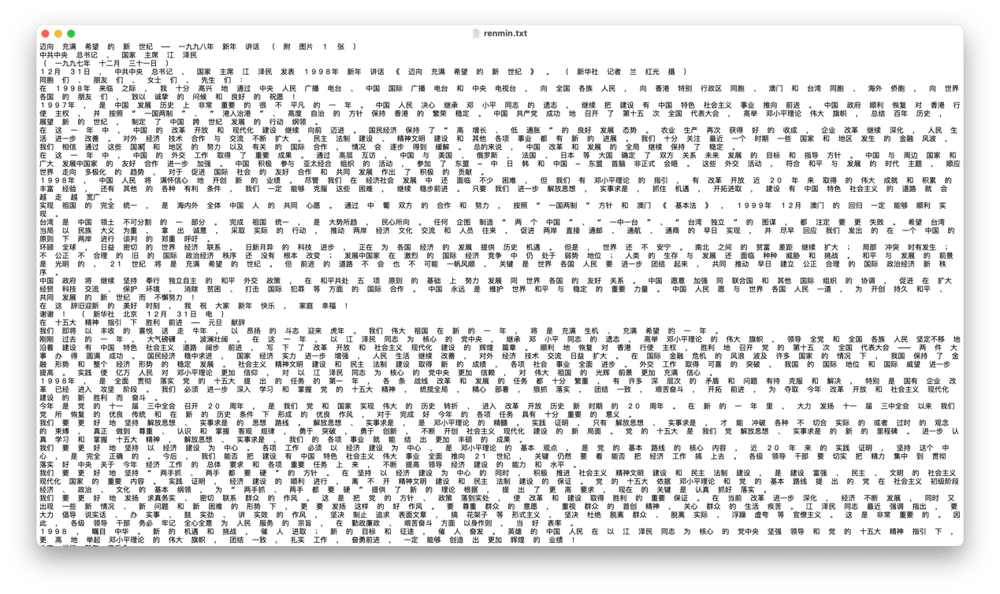 renmin.txt
迈向 充满 希望 的 新 世纪 —— 一九九八年 新年 讲话 （ 附 图片 1 张 ）
中共中央 总书记 、 国家 主席 江 泽民
（ 一九九七年 十二月 三十一日 ）
12月 31日 ， 中共中央 总书记 、 国家 主席 江 泽民 发表 1998年 新年 讲话 《 迈向 充满 希望 的 新 世纪 》 。 （ 新华社 记者 兰 红光 摄 ）
同胞 们 、 朋友 们 、 女士 们 、 先生 们 ：
在 1998年 来临 之际 ， 我 十分 高兴 地 通过 中央 人民 广播 电台 、 中国 国际 广播 电台 和 中央 电视台 ， 向 全国 各族 人民 ， 向 香港 特别 行政区 同胞 、 澳门 和 台湾 同胞 、 海外 侨胞 ， 向 世界
各国 的 朋友 们 ， 致以 诚挚 的 问候 和 良好 的 祝愿 ！
1997年 ， 是 中国 发展 历史 上 非常 重要 的 很 不 平凡 的 一 年 。 中国 人民 决心 继承 邓 小平 同志 的 遗志 ， 继续 把 建设 有 中国 特色 社会主义 事业 推向 前进 。 中国 政府 顺利 恢复 对 香港 行
使 主权 ， 并 按照 “ 一国两制 ” 、 “ 港人治港 ” 、 高度 自治 的 方针 保持 香港 的 繁荣 稳定 。 中国 共产党 成功 地 召开 了 第十五 次 全国 代表大会 ， 高举 邓小平理论 伟大 旗帜 ， 总结 百年 历史 ，
展望 新 的 世纪 ， 制定 了 中国 跨 世纪 发展 的 行动 纲领 。
在 这 一 年 中 ， 中国 的 改革 开放 和 现代化 建设 继续 向前 迈进 。 国民经济 保持 了 “ 高 增长 、 低 通胀 ” 的 良好 发展 态势 。 农业 生产 再次 获得 好 的 收成 ， 企业 改革 继续 深化 ， 人民 生
活 进一步 改善 。 对外 经济 技术 合作 与 交流 不断 扩大 。 民主 法制 建设 、 精神文明 建设 和 其他 各项 事业 都 有 新 的 进展 。 我们 十分 关注 最近 一个 时期 一些 国家 和 地区 发生 的 金融 风波 ，
我们 相信 通过 这些 国家 和 地区 的 努力 以及 有关 的 国际 合作 ， 情况 会 逐步 得到 缓解 。 总的来说 ， 中国 改革 和 发展 的 全局 继续 保持 了 稳定 。
在 这 一 年 中 ， 中国 的 外交 工作 取得 了 重要 成果 。 通过 高层 互访 ， 中国 与 美国 、 俄罗斯 、 法国 、 日本 等 大国 确定 了 双方 关系 未来 发展 的 目标 和 指导 方针 。 中国 与 周边 国家 和
广大 发展中国家 的 友好 合作 进一步 加强 。 中国 积极 参与 亚太经合 组织 的 活动 ， 参加 了 东盟 － 中 日 韩 和 中国 － 东盟 首脑 非正式 会晤 。 这些 外交 活动 ， 符合 和平 与 发展 的 时代 主题 ， 顺应
世界 走向 多极化 的 趋势 ， 对于 促进 国际 社会 的 友好 合作 和 共同 发展 作出 了 积极 的 贡献 。
1998年 ， 中国 人民 将 满怀信心 地 开创 新 的 业绩 。 尽管 我们 在 经济社会 发展 中 还 面临 不少 困难 ， 但 我们 有 邓小平理论 的 指引 ， 有 改革 开放 近 20 年 来 取得 的 伟大 成就 和 积累 的
丰富 经验 ， 还有 其他 的 各种 有利 条件 ， 我们 一定 能够 克服 这些 困难 ， 继续 稳步前进 。 只要 我们 进一步 解放思想 ， 实事求是 ， 抓住 机遇 ， 开拓进取 ， 建设 有 中国 特色 社会主义 的 道路 就 会
越 走 越 宽广 。
实现 祖国 的 完全 统一 ， 是 海内外 全体 中国 人 的 共同 心愿 。 通过 中 葡 双方 的 合作 和 努力 ， 按照 “ 一国两制 ” 方针 和 澳门 《 基本法 》 ， 1999年 12月 澳门 的 回归 一定 能够 顺利 实
现 。
台湾 是 中国 领土 不可分割 的 一 部分 。 完成 祖国 统一 ， 是 大势所趋 ， 民心所向 。 任何 企图 制造 “ 两 个 中国 ” 、 “ 一中一台 ” 、 “ 台湾 独立 ” 的 图谋 ， 都 注定 要 更 失败 。 希望 台湾
当局 以 民族 大义 为重 ， 拿 出 诚意 ， 采取 实际 的 行动 ， 推动 两岸 经济 文化 交流 和 人员 往来 ， 促进 两岸 直接 通邮 、 通航 、 通商 的 早日 实现 ， 并 尽早 回应 我们 发出 的 在 一个 中国 的
原则 下 两岸 进行 谈判 的 郑重 呼吁 。
环顾 全球 ， 日益 密切 的 世界 经济 联系 ， 日新月异 的 科技 进步 ， 正在 为 各国 经济 的 发展 提供 历史 机遇 。 但是 ， 世界 还 不 安宁 。 南北 之间 的 贫富 差距 继续 扩大 ； 局部 冲突 时有发生 ；
不 公正 不 合理 的 旧 的 国际 政治经济 秩序 还 没有 根本 改变 ； 发展中国家 在 激烈 的 国际 经济 竞争 中 仍 处于 弱势 地位 ； 人类 的 生存 与 发展 还 面临 种种 威胁 和 挑战 。 和平 与 发展 的 前景
是 光明 的 ， 21 世纪 将 是 充满 希望 的 世纪 。 但 前进 的 道路 不 会 也 不 可能 一帆风顺 ， 关键 是 世界 各国 人民 要 进一步 团结 起来 ， 共同 推动 早日 建立 公正 合理 的 国际 政治经济 新 秩
序 。
中国 政府 将 继续 坚持 奉行 独立自主 的 和平 外交 政策 ， 在 和平共处 五 项 原则 的 基础 上 努力 发展 同 世界 各国 的 友好 关系 。 中国 愿意 加强 同 联合国 和 其他 国际 组织 的 协调 ， 促进 在 扩大
经贸 科技 交流 、 保护 环境 、 消除 贫困 、 打击 国际 犯罪 等 方面 的 国际 合作 。 中国 永远 是 维护 世界 和平 与 稳定 的 重要 力量 。 中国 人民 愿 与 世界 各国 人民 一道 ， 为 开创 持久 和平 、
共同 发展 的 新 世纪 而 不懈努力 ！
在 这 辞旧迎新 的 美好 时刻 ， 我 祝 大家 新年 快乐 ， 家庭 幸福 ！
谢谢 ！ （ 新华社 北京 12月 31日 电 ）
在 十五大 精神 指引 下 胜利 前进 —— 元旦 献辞
我们 即将 以 丰收 的 喜悦 送 走 牛年 ， 以 昂扬 的 斗志 迎来 虎年 。 我们 伟大 祖国 在 新 的 一 年 ， 将 是 充满 生机 、 充满 希望 的 一 年 。
刚刚 过去 的 一 年 ， 大气磅礴 ， 波澜壮阔 。 在 这 一 年 ， 以 江 泽民 同志 为 核心 的 党中央 ， 继承 邓 小平 同志 的 遗志 ， 高举 邓小平理论 的 伟大 旗帜 ， 领导 全党 和 全国 各族 人民 坚定不移 地
沿着 建设 有 中国 特色 社会主义 道路 阔步 前进 ， 写 下 了 改革 开放 和 社会主义 现代化 建设 的 辉煌 篇章 。 顺利 地 恢复 对 香港 行使 主权 ， 胜利 地 召开 党 的 第十五 次 全国 代表大会 —— 两 件 大
事 办 得 圆满 成功 。 国民经济 稳中求进 ， 国家 经济 实力 进一步 增强 ， 人民 生活 继续 改善 ， 对外 经济 技术 交流 日益 扩大 。 在 国际 金融 危机 的 风浪 波及 许多 国家 的 情况 下 ， 我国 保持 了 金
融 形势 和 整个 经济 形势 的 稳定 发展 。 社会主义 精神文明 建设 和 民主 法制 建设 取得 新 的 成绩 ， 各项 社会 事业 全面 进步 。 外交 工作 取得 可喜 的 突破 ， 我国 的 国际 地位 和 国际 威望 进一步
提高 。 实践 使 亿万 人民 对 邓小平理论 更加 信仰 ， 对 以 江 泽民 同志 为 核心 的 党中央 更加 信赖 ， 对 伟大 祖国 的 光辉 前景 更加 充满 信心 。
1998年 ， 是 全面 贯彻 落实 党 的 十五大 提出 的 任务 的 第一 年 ， 各 条 战线 改革 和 发展 的 任务 都 十分 繁重 ， 有 许多 深 层次 的 矛盾 和 问题 有待 克服 和 解决 ， 特别 是 国有 企业 改
革 已经 进入 攻坚 阶段 。 我们 必须 进一步 深入 学习 和 掌握 党 的 十五大 精神 ， 统揽全局 ， 精心 部署 ， 狠抓 落实 ， 团结 一致 ， 艰苦奋斗 ， 开拓 前进 ， 为 夺取 今年 改革 开放 和 社会主义 现代化
建设 的 新 胜利 而 奋斗 。
今年 是 党 的 十一 届 三中全会 召开 20 周年 ， 是 我们 党 和 国家 实现 伟大 的 历史 转折 、 进入 改革 开放 历史 新 时期 的 20 周年 。 在 新 的 一 年 里 ， 大力 发扬 十一 届 三中全会 以来 我们
党 所 恢复 的 优良 传统 和 在 新 的 历史 条件 下 形成 的 优良 作风 ， 对于 完成 好 今年 的 各项 任务 具有 十分 重要 的 意义 。
我们 要 更 好 地 坚持 解放思想 、 实事求是 的 思想 路线 。 解放思想 、 实事求是 ， 是 邓小平理论 的 精髓 。 实践 证明 ， 只有 解放思想 、 实事求是 ， 才 能 冲破 各种 不 切合 实际 的 或者 过时 的 观念
的 束缚 ， 真正 做到 尊重 、 认识 和 掌握 客观 规律 ， 勇于 突破 ， 勇于 创新 ， 不断 开创 社会主义 现代化 建设 的 新 局面 。 党 的 十五大 是 我们 党 解放思想 、 实事求是 的 新 的 里程碑 。 进一步 认
真 学习 和 掌握 十五大 精神 ， 解放思想 、 实事求是 ， 我们 的 各项 事业 就 能 结 出 更加 丰硕 的 成果 。
我们 要 更 好 地 坚持 以 经济 建设 为 中心 。 各项 工作 必须 以 经济 建设 为 中心 ， 是 邓小平理论 的 基本 观点 ， 是 党 的 基本 路线 的 核心 内容 ， 近 20 年 来 的 实践 证明 ， 坚持 这个 中
心 ， 是 完全 正确 的 。 今后 ， 我们 能否 把 建设 有 中国 特色 社会主义 伟大 事业 全面 推向 21 世纪 ， 关键 仍然 要 看 能否 把 经济 工作 搞 上去 。 各级 领导 干部 要 切实 把 精力 集中 到 贯彻
落实 好 中央 关于 今年 经济 工作 的 总体 要求 和 各项 重要 任务 上 来 ， 不断 提高 领导 经济 建设 的 能力 和 水平 。
我们 要 更 好 地 坚持 “ 两手抓 、 两手 都 要 硬 ” 的 方针 。 在 坚持 以 经济 建设 为 中心 的 同时 ， 积极 推进 社会主义 精神文明 建设 和 民主 法制 建设 ， 是 建设 富强 、 民主 、 文明 的 社会主义
现代化 国家 的 重要 内容 。 实践 证明 ， 经济 建设 的 顺利 进行 ， 离 不 开 精神文明 建设 和 民主 法制 建设 的 保证 。 党 的 十五大 依据 邓小平理论 和 党 的 基本 路线 提出 的 党 在 社会主义 初级阶段
经济 、 政治 、 文化 的 基本 纲领 ， 为 “ 两手抓 、 两手 都 要 硬 ” 提供 了 新 的 理论 根据 ， 提 出 了 更 高 要求 ， 现在 的 关键 是 认真 抓好 落实 。
我们 要 更 好 地 发扬 求真务实 、 密切 联系 群众 的 作风 。 这 是 把 党 的 方针 、 政策 落到实处 ， 使 改革 和 建设 取得 胜利 的 重要 保证 。 在 当前 改革 进一步 深化 ， 经济 不断 发展 ， 同时 又
出现 一些 新 情况 、 新 问题 和 新 困难 的 形势 下 ， 更 要 发扬 这样 的 好 作风 。 要 尊重 群众 的 意愿 ， 重视 群众 的 首创 精神 ， 关心 群众 的 生活 疾苦 。 江 泽民 同志 最近 强调 指出 ， 要
大力 倡导 说实话 、 办 实事 、 鼓 实劲 、 讲 实效 的 作风 ， 坚决 制止 追求 表面文章 ， 搞 花架子 等 形式主义 ， 坚决 杜绝 脱离 群众 、 脱离 实际 、 浮躁 虚夸 等 官僚主义 。 这 是 非常 重要 的 。 因
此 ， 各级 领导 干部 务必 牢记 全心全意 为 人民 服务 的 宗旨 ， 在 勤政廉政 、 艰苦奋斗 方面 以身作则 ， 当 好 表率 。
1998 ， 瞩目 中华 。 新 的 机遇 和 挑战 ， 催 人 进取 ； 新 的 目标 和 征途 ， 催 人 奋发 。 英雄 的 中国 人民 在 以 江 泽民 同志 为 核心 的 党中央 坚强 领导 和 党 的 十五大 精神 指引 下 ，
更 高 地 举起 邓小平理论 的 伟大 旗帜 ， 团结 一致 ， 扎实 工作 ， 奋勇前进 ， 一定 能够 创造 出 更加 辉煌 的 业绩 ！